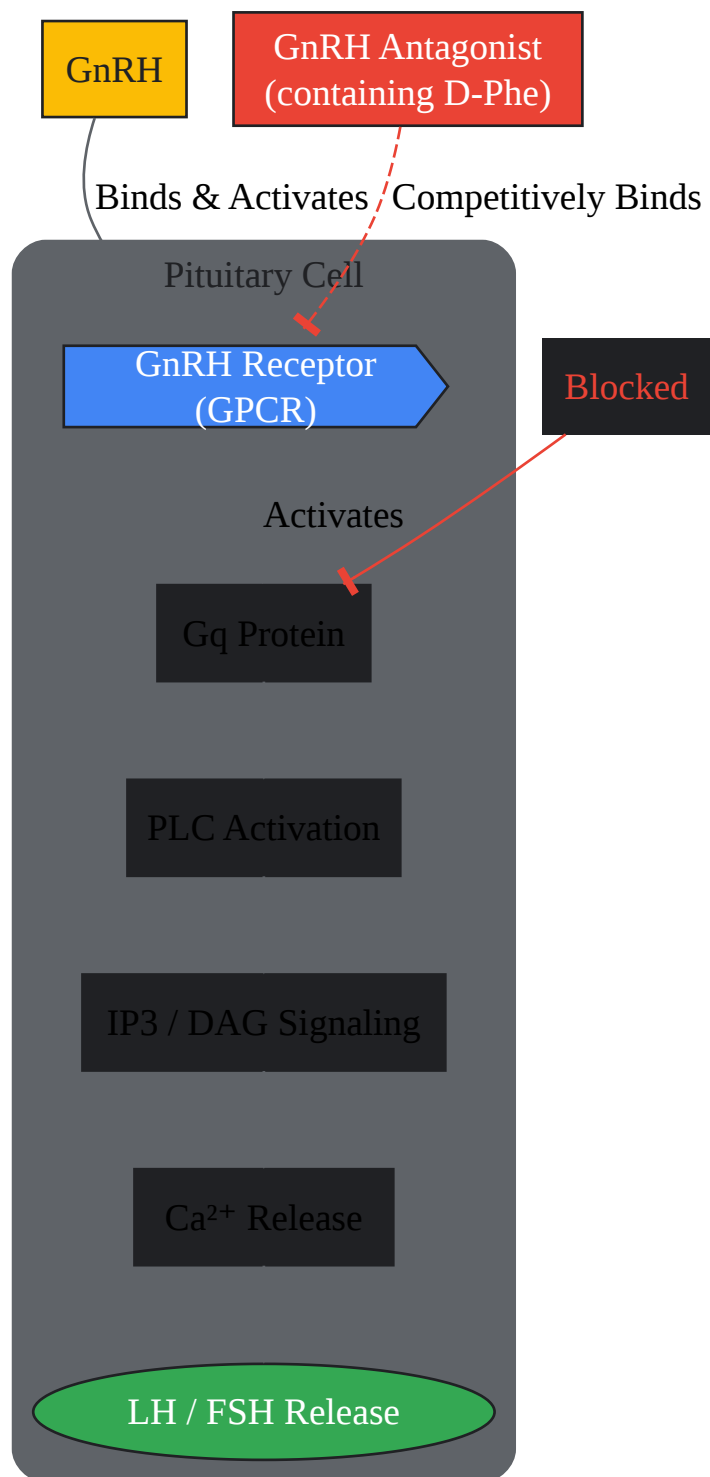 GnRH
GnRH Antagonist
(containing D-Phe)
Binds & Activates
Competitively Binds
Pituitary Cell
GnRH Receptor
(GPCR)
Blocked
Activates
Gq Protein
PLC Activation
IP3 / DAG Signaling
Ca²⁺ Release
LH / FSH Release